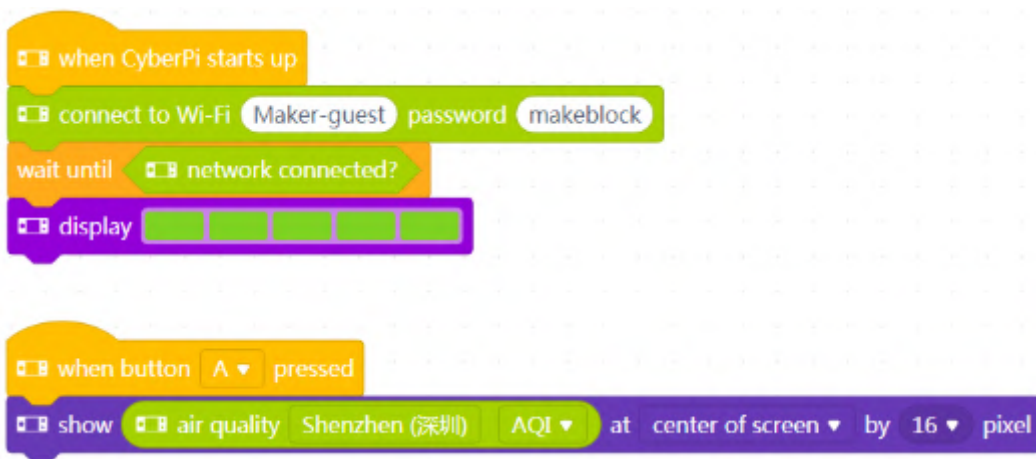 when CyberPi starts up
connect to Wi-Fi Maker-guest password makeblock
wait until network connected?
display
when button A pressed
show air quality Shenzhen (深圳) AQI at center of screen by 16 pixel